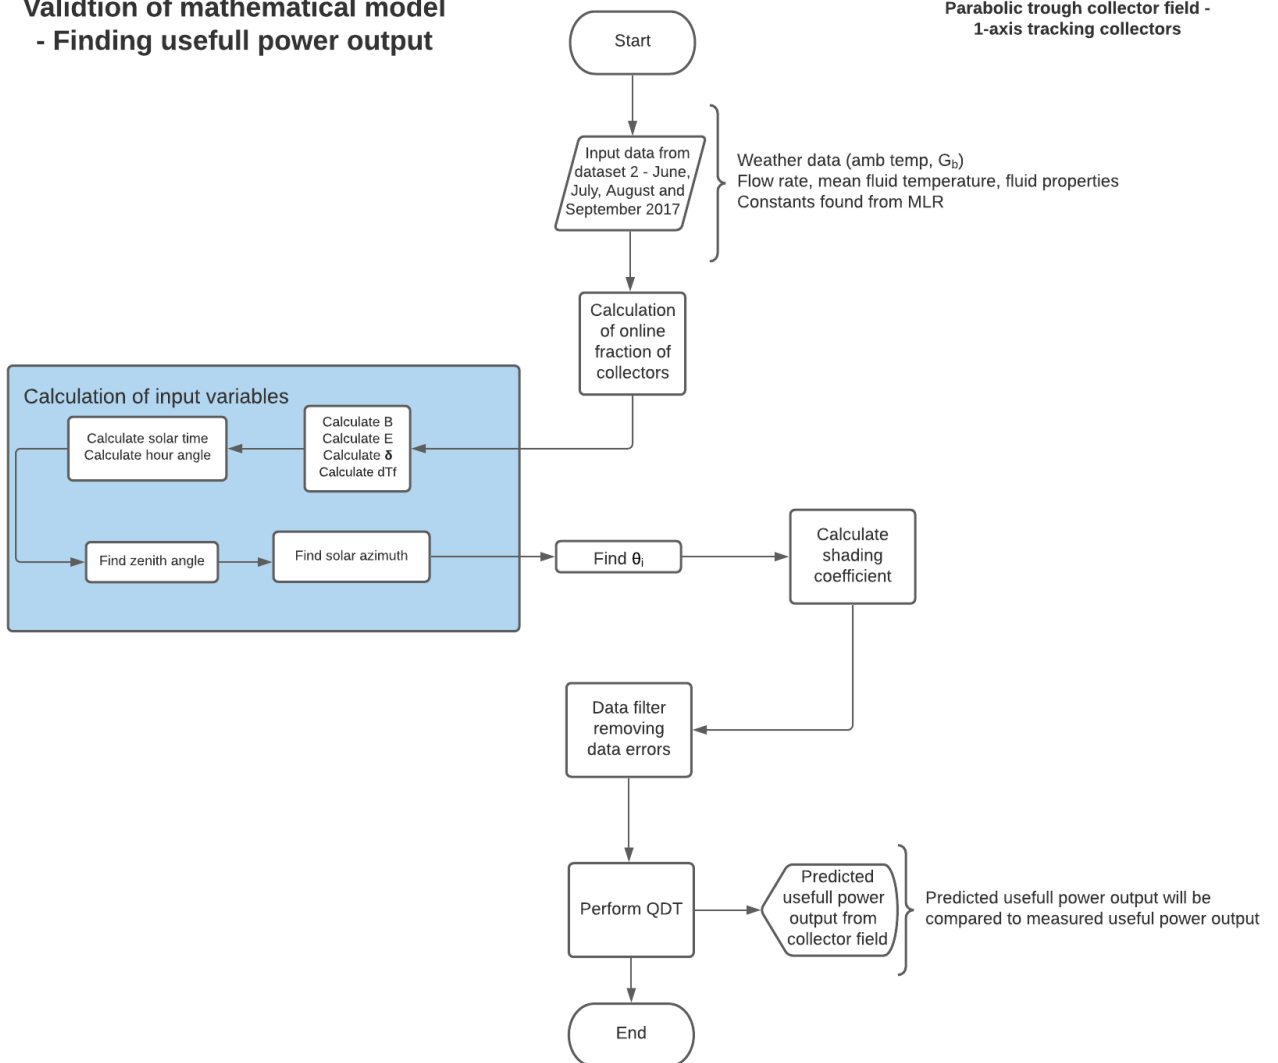 Validtion of mathematical model
- Finding usefull power output
Parabolic trough collector field -
1-axis tracking collectors
Start
Input data from
dataset 2 - June,
July, August and
September 2017
Weather data (amb temp, G_b)
Flow rate, mean fluid temperature, fluid properties
Constants found from MLR
Calculation
of online
fraction of
collectors
Calculation of input variables
Calculate B
Calculate E
Calculate δ
Calculate dTf
Calculate solar time
Calculate hour angle
Find zenith angle
Find solar azimuth
Find θ_i
Calculate
shading
coefficient
Data filter
removing
data errors
Perform QDT
Predicted
usefull power
output from
collector field
Predicted usefull power output will be
compared to measured useful power output
End